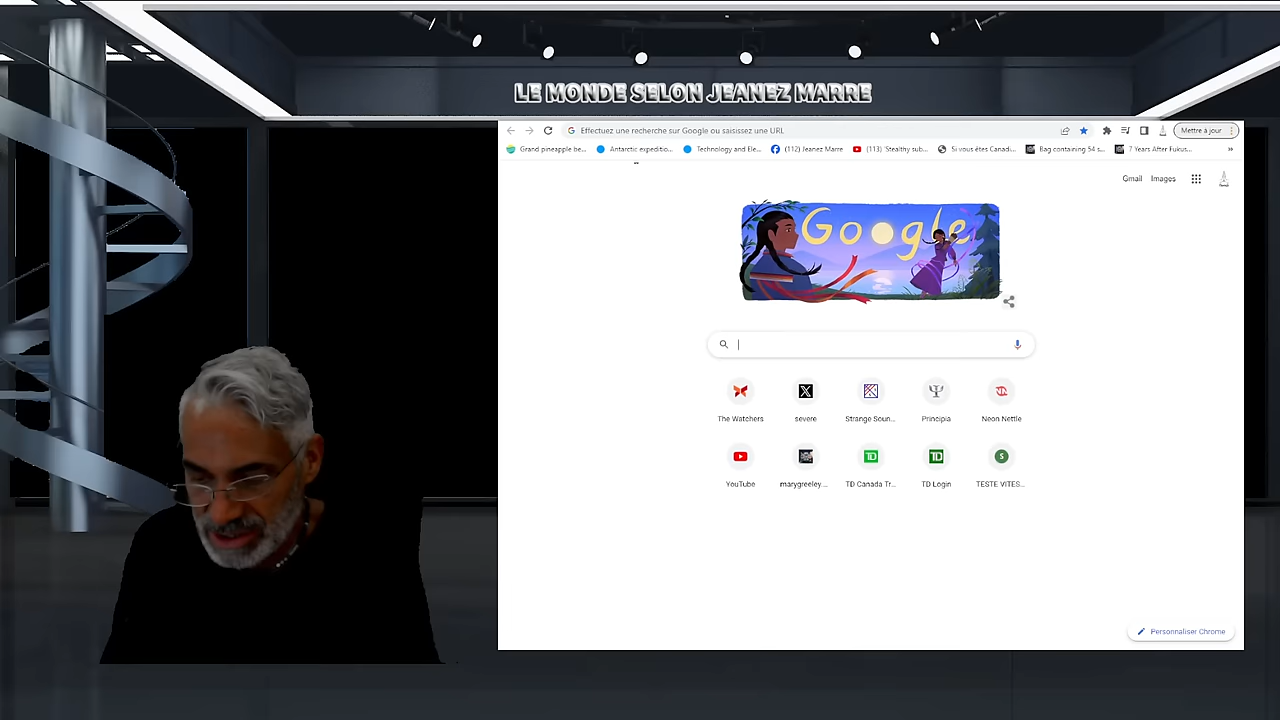 LE MONDE SELON JEANEZ MARRE
Effectuez une recherche sur Google ou saisissez une URL
Mettre à jour
Grand pineapple be... Antarctic expeditio... Technology and Ele... (112) Jeanez Marre (113) 'Stealthy sub... Si vous êtes Canadi... Bag containing 54 s... 7 Years After Fukus... »
Gmail Images
Google
The Watchers severe Strange Soun... Principia Neon Nettle
YouTube marygreeley.... TD Canada Tr... TD Login TESTE VITES...
Personnaliser Chrome